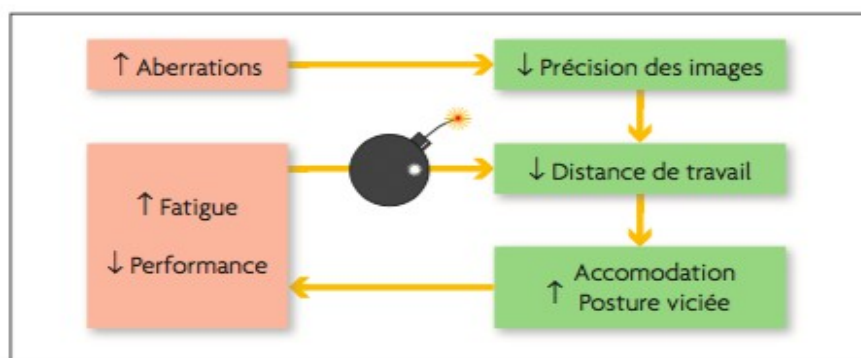 ↑ Aberrations
↓ Précision des images
↓ Distance de travail
↑ Fatigue
↓ Performance
↑ Accomodation
Posture viciée